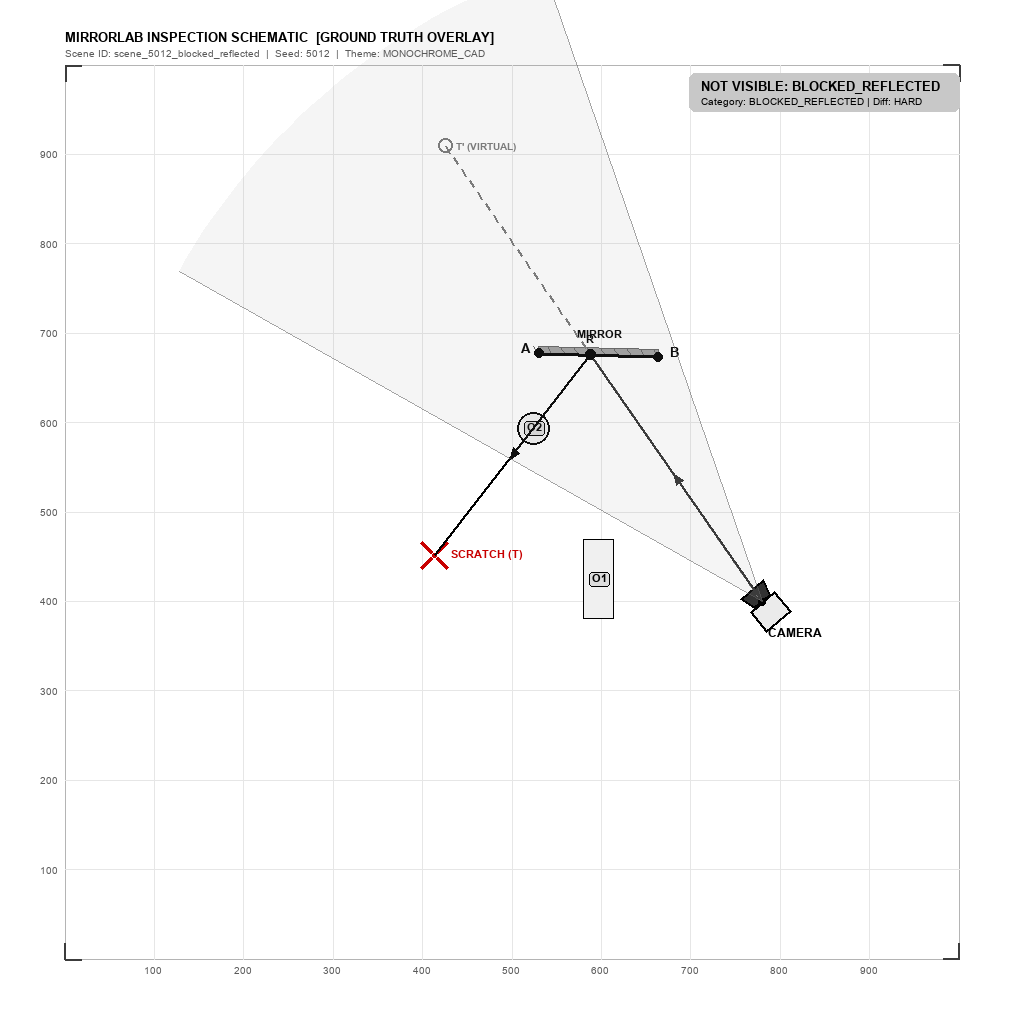 MIRRORLAB INSPECTION SCHEMATIC [GROUND TRUTH OVERLAY]
Scene ID: scene_5012_blocked_reflected | Seed: 5012 | Theme: MONOCHROME_CAD
NOT VISIBLE: BLOCKED_REFLECTED
Category: BLOCKED_REFLECTED | Diff: HARD
T' (VIRTUAL)
MIRROR
R
A
B
O2
SCRATCH (T)
O1
CAMERA
900
800
700
600
500
400
300
200
100
100 200 300 400 500 600 700 800 900